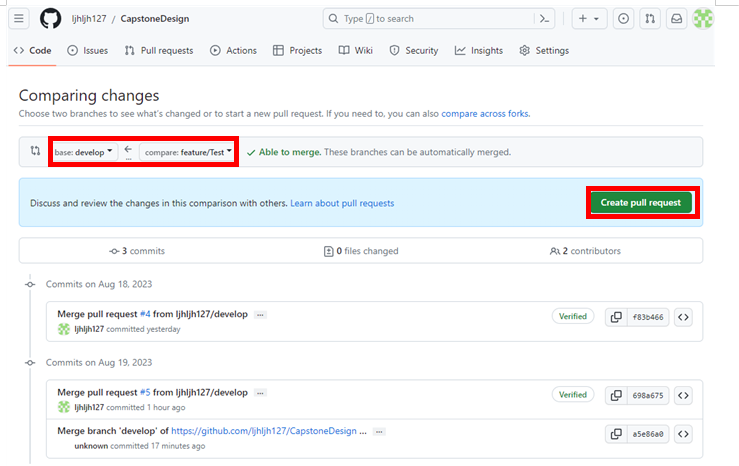 ljhljh127 / CapstoneDesign
Type / to search
Code Issues Pull requests Actions Projects Wiki Security Insights Settings
Comparing changes
Choose two branches to see what's changed or to start a new pull request. If you need to, you can also compare across forks.
base: develop ← compare: feature/Test ✓ Able to merge. These branches can be automatically merged.
...
Discuss and review the changes in this comparison with others. Learn about pull requests
Create pull request
3 commits 0 files changed 2 contributors
Commits on Aug 18, 2023
Merge pull request #4 from ljhljh127/develop ...
Verified f83b466
ljhljh127 committed yesterday
Commits on Aug 19, 2023
Merge pull request #5 from ljhljh127/develop ...
Verified 698a675
ljhljh127 committed 1 hour ago
Merge branch 'develop' of https://github.com/ljhljh127/CapstoneDesign ... ...
a5e86a0
unknown committed 17 minutes ago